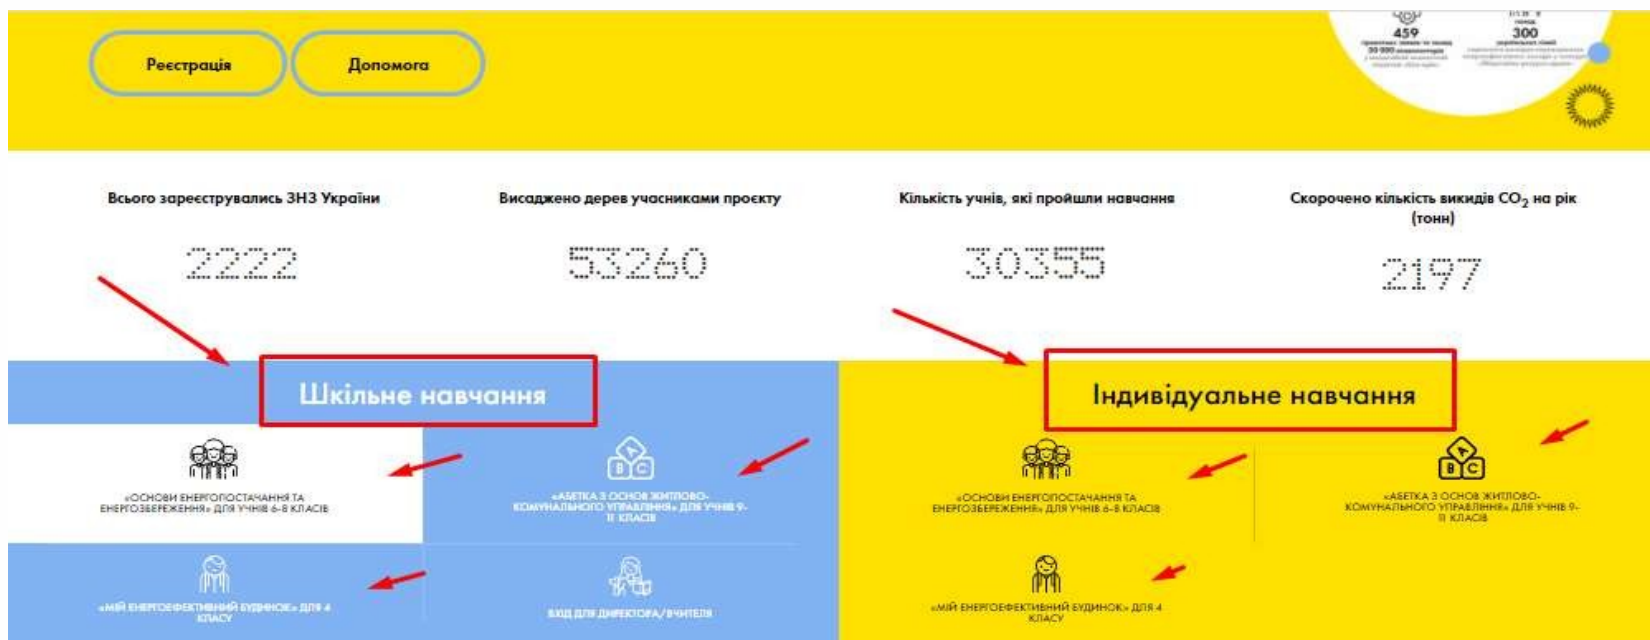 Реєстрація
Допомога
459
50 000
300
Всього зареєструвались ЗНЗ України
2222
Висаджено дерев учасниками проєкту
53260
Кількість учнів, які пройшли навчання
30355
Скорочено кількість викидів CO₂ на рік
(тонн)
2197
Шкільне навчання
«ОСНОВИ ЕНЕРГОПОСТАЧАННЯ ТА
ЕНЕРГОЗБЕРЕЖЕННЯ» ДЛЯ УЧНІВ 6-8 КЛАСІВ
A
B C
«АБЕТКА З ОСНОВ ЖИТЛОВО-
КОМУНАЛЬНОГО УПРАВЛІННЯ» ДЛЯ УЧНІВ 9-
11 КЛАСІВ
«МІЙ ЕНЕРГОЕФЕКТИВНИЙ БУДИНОК» ДЛЯ 4
КЛАСУ
ВХІД ДЛЯ ДИРЕКТОРА/ВЧИТЕЛЯ
Індивідуальне навчання
«ОСНОВИ ЕНЕРГОПОСТАЧАННЯ ТА
ЕНЕРГОЗБЕРЕЖЕННЯ» ДЛЯ УЧНІВ 6-8 КЛАСІВ
A
B C
«АБЕТКА З ОСНОВ ЖИТЛОВО-
КОМУНАЛЬНОГО УПРАВЛІННЯ» ДЛЯ УЧНІВ 9-
11 КЛАСІВ
«МІЙ ЕНЕРГОЕФЕКТИВНИЙ БУДИНОК» ДЛЯ 4
КЛАСУ